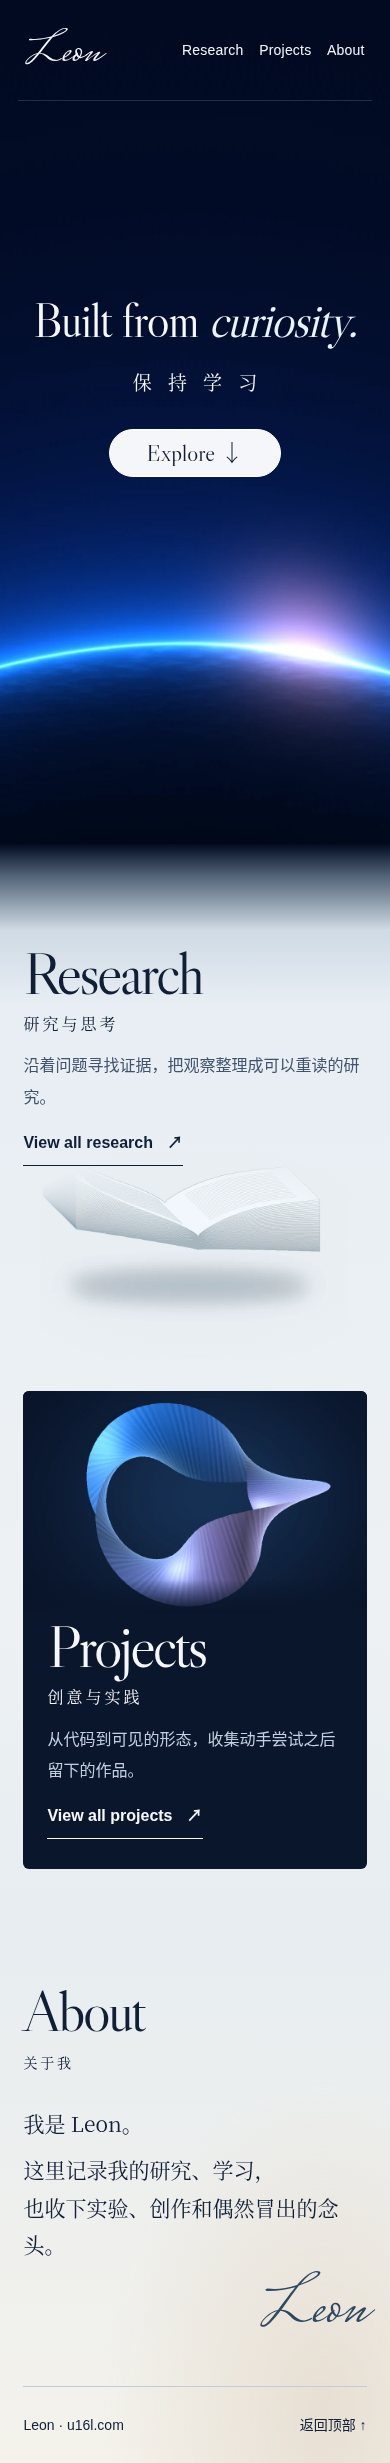 Leon
Research Projects About
Built from curiosity.
保持学习
Explore ↓
Research
研究与思考
沿着问题寻找证据，把观察整理成可以重读的研
究。
View all research ↗
Projects
创意与实践
从代码到可见的形态，收集动手尝试之后
留下的作品。
View all projects ↗
About
关于我
我是 Leon。
这里记录我的研究、学习，
也收下实验、创作和偶然冒出的念
头。
Leon
Leon · u16l.com
返回顶部 ↑